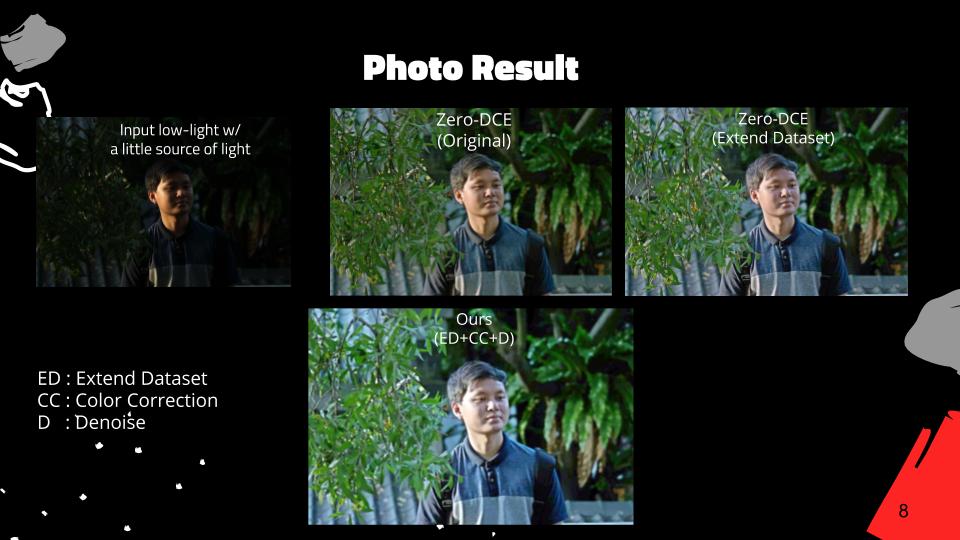 Photo Result
Input low-light w/
a little source of light
Zero-DCE
(Original)
Zero-DCE
(Extend Dataset)
Ours
(ED+CC+D)
ED : Extend Dataset
CC : Color Correction
D : Denoise
8